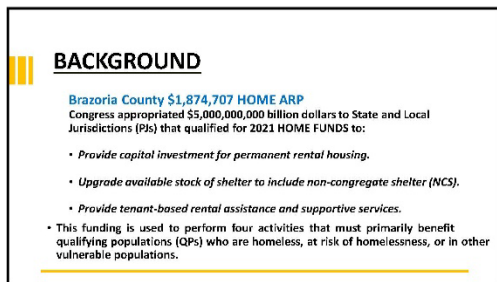 BACKGROUND
Brazoria County $1,874,707 HOME ARP
Congress appropriated $5,000,000,000 billion dollars to State and Local
Jurisdictions (PJs) that qualified for 2021 HOME FUNDS to:
• Provide capital investment for permanent rental housing.
• Upgrade available stock of shelter to include non-congregate shelter (NCS).
• Provide tenant-based rental assistance and supportive services.
• This funding is used to perform four activities that must primarily benefit
qualifying populations (QPs) who are homeless, at risk of homelessness, or in other
vulnerable populations.